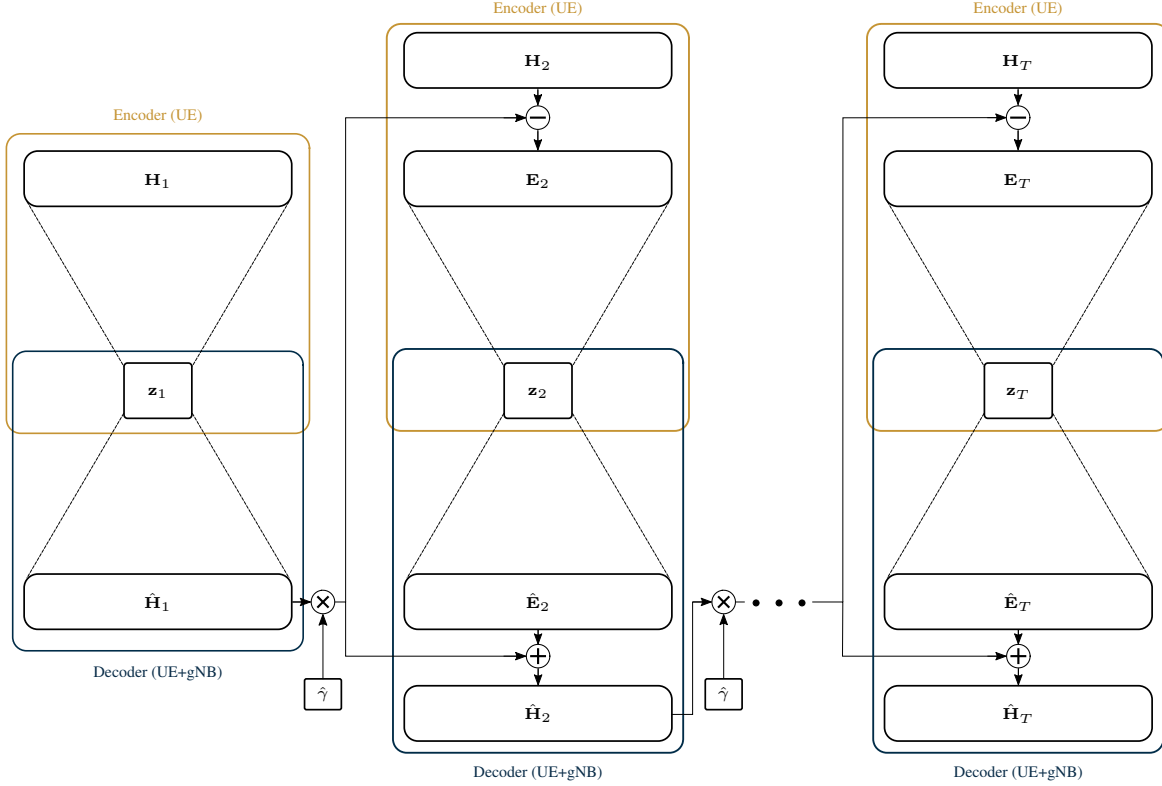 Encoder (UE)
H₁
z₁
Ĥ₁
Decoder (UE+gNB)
γ̂
Encoder (UE)
H₂
E₂
z₂
Ê₂
Ĥ₂
Decoder (UE+gNB)
γ̂
Encoder (UE)
H_T
E_T
z_T
Ê_T
Ĥ_T
Decoder (UE+gNB)